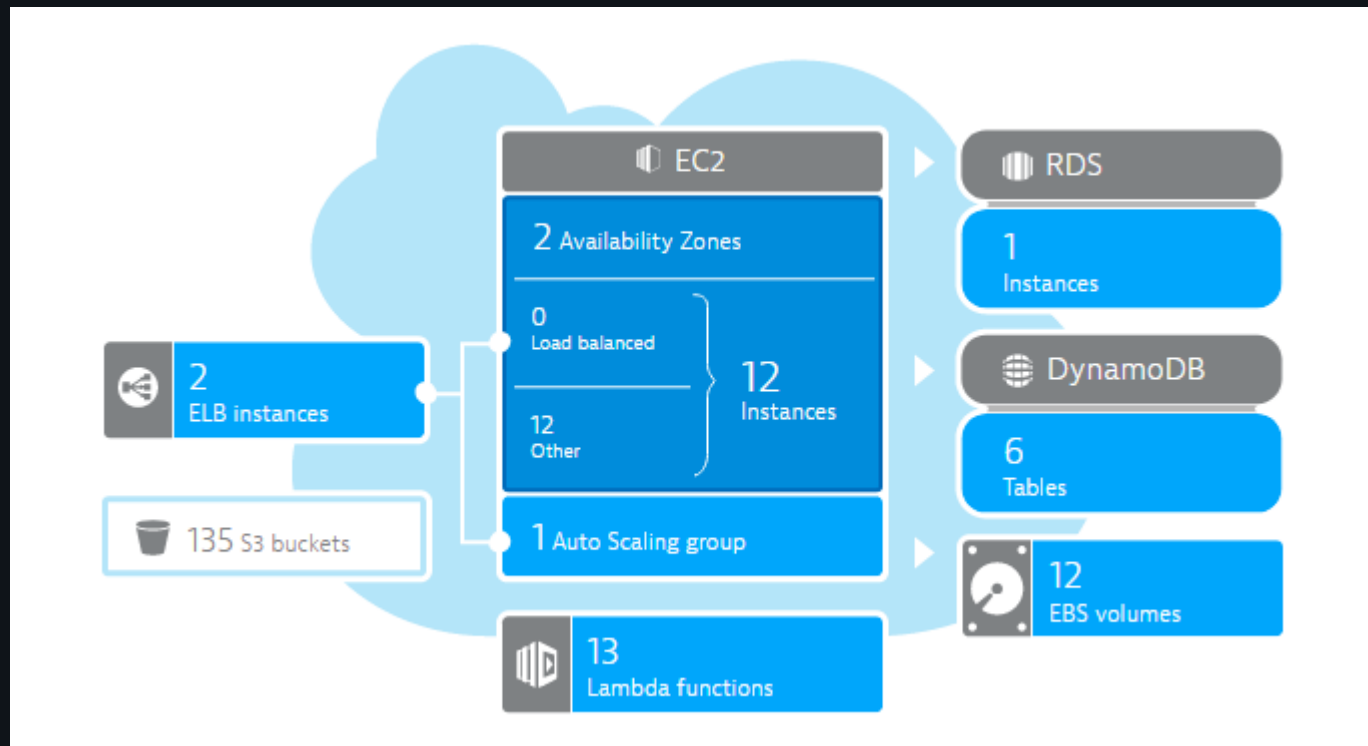 EC2
2 Availability Zones
0
Load balanced
12
Other
12
Instances
1 Auto Scaling group
2
ELB instances
135 S3 buckets
13
Lambda functions
RDS
1
Instances
DynamoDB
6
Tables
12
EBS volumes